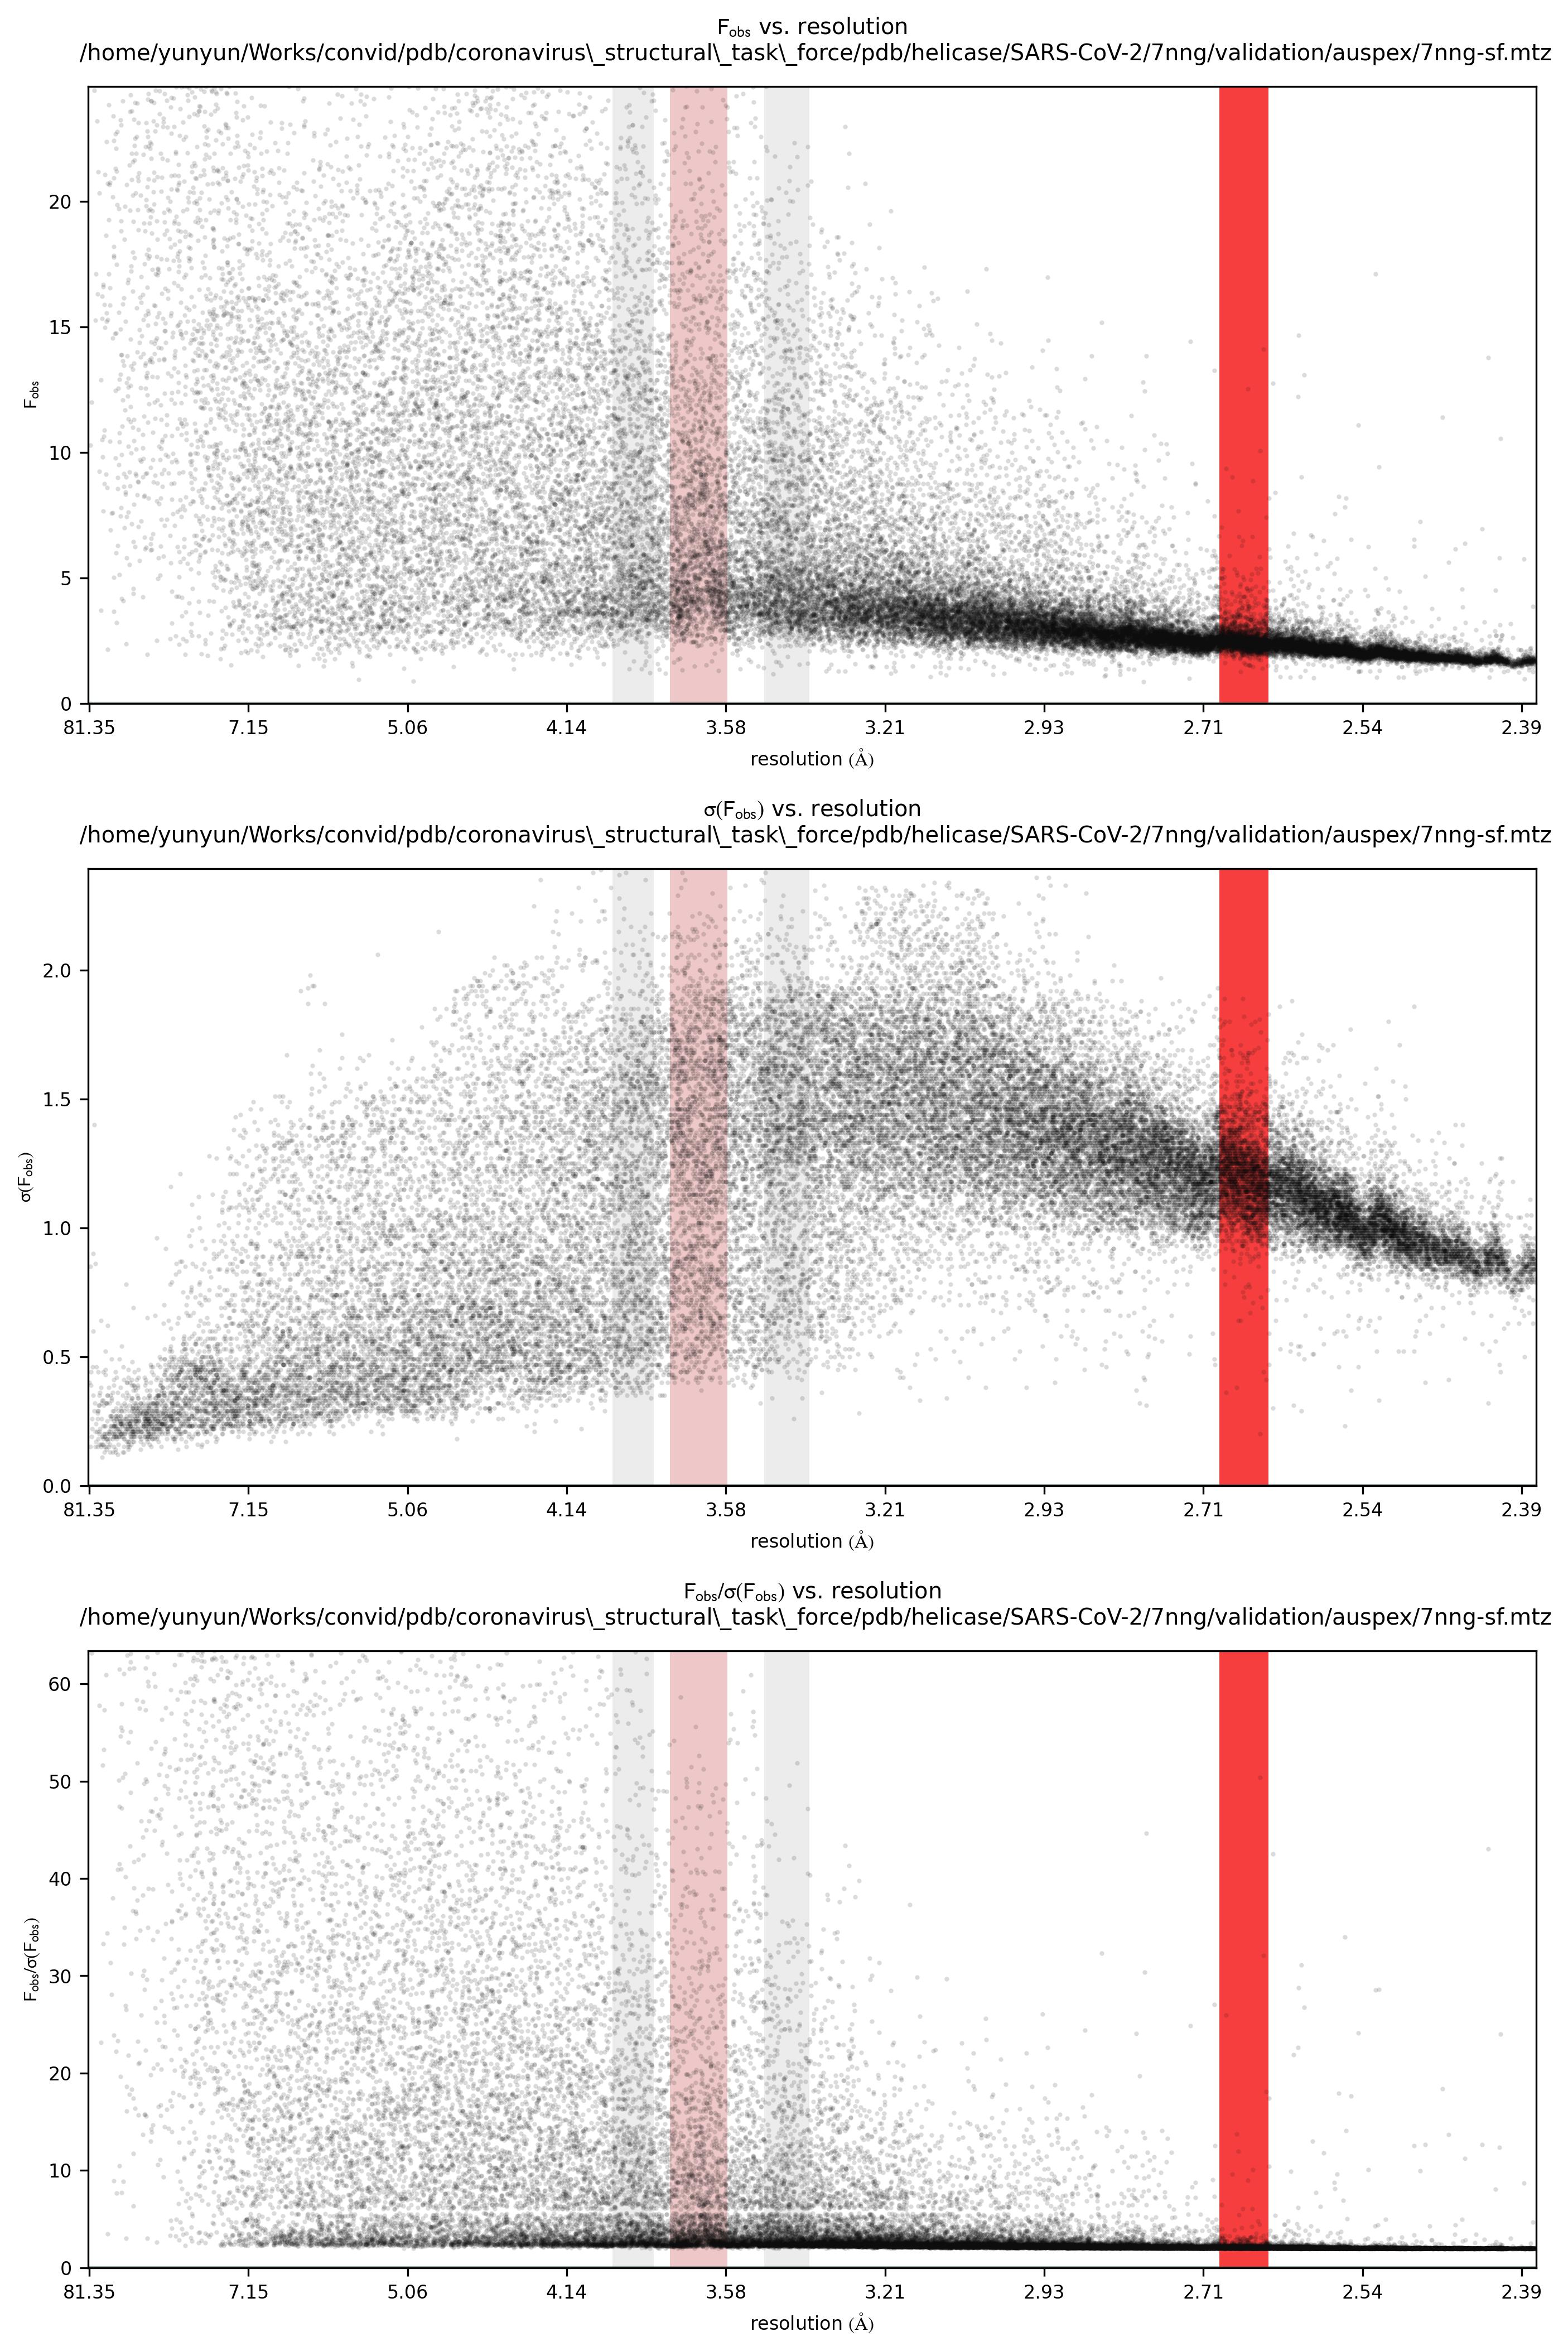 F_obs vs. resolution
/home/yunyun/Works/convid/pdb/coronavirus\_structural\_task\_force/pdb/helicase/SARS-CoV-2/7nng/validation/auspex/7nng-sf.mtz
F_obs
20
15
10
5
0
81.35 7.15 5.06 4.14 3.58 3.21 2.93 2.71 2.54 2.39
resolution (Å)
σ(F_obs) vs. resolution
/home/yunyun/Works/convid/pdb/coronavirus\_structural\_task\_force/pdb/helicase/SARS-CoV-2/7nng/validation/auspex/7nng-sf.mtz
σ(F_obs)
2.0
1.5
1.0
0.5
0.0
81.35 7.15 5.06 4.14 3.58 3.21 2.93 2.71 2.54 2.39
resolution (Å)
F_obs/σ(F_obs) vs. resolution
/home/yunyun/Works/convid/pdb/coronavirus\_structural\_task\_force/pdb/helicase/SARS-CoV-2/7nng/validation/auspex/7nng-sf.mtz
F_obs/σ(F_obs)
60
50
40
30
20
10
0
81.35 7.15 5.06 4.14 3.58 3.21 2.93 2.71 2.54 2.39
resolution (Å)